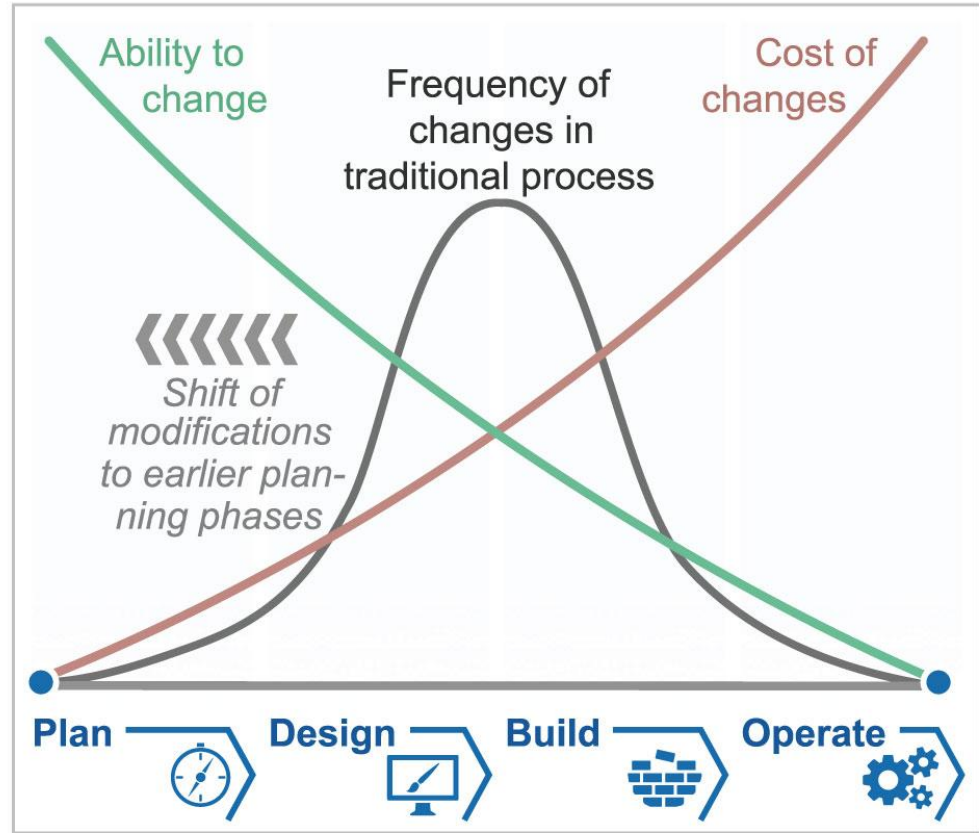 Ability to
change
Frequency of
changes in
traditional process
Cost of
changes
Shift of
modifications
to earlier plan-
ning phases
Plan
Design
Build
Operate